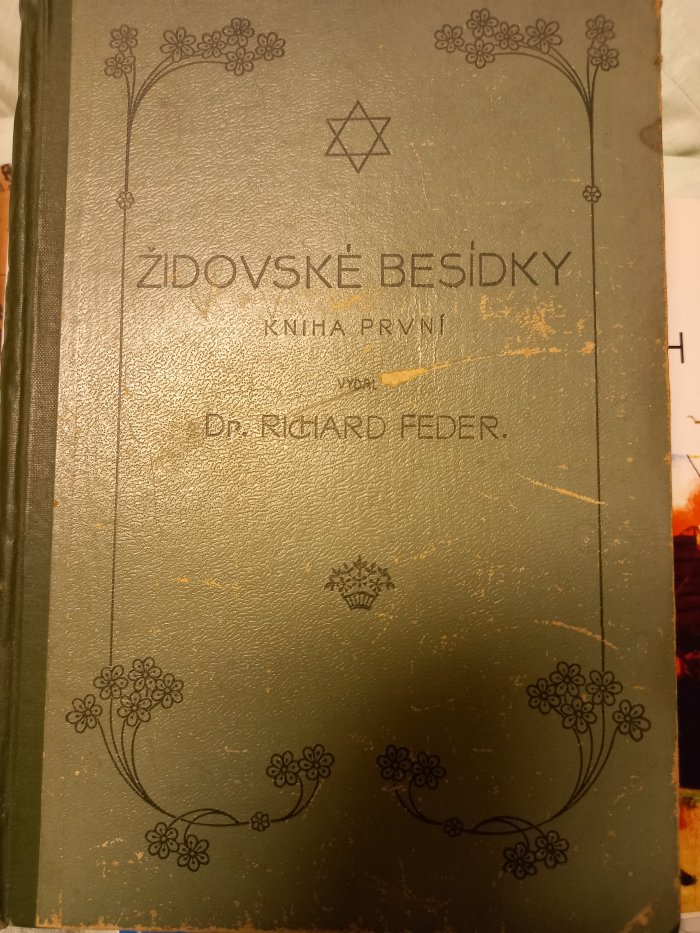 ŽIDOVSKÉ BESÍDKY
KNIHA PRVNÍ
VYDAL
Dr. RICHARD FEDER.
H